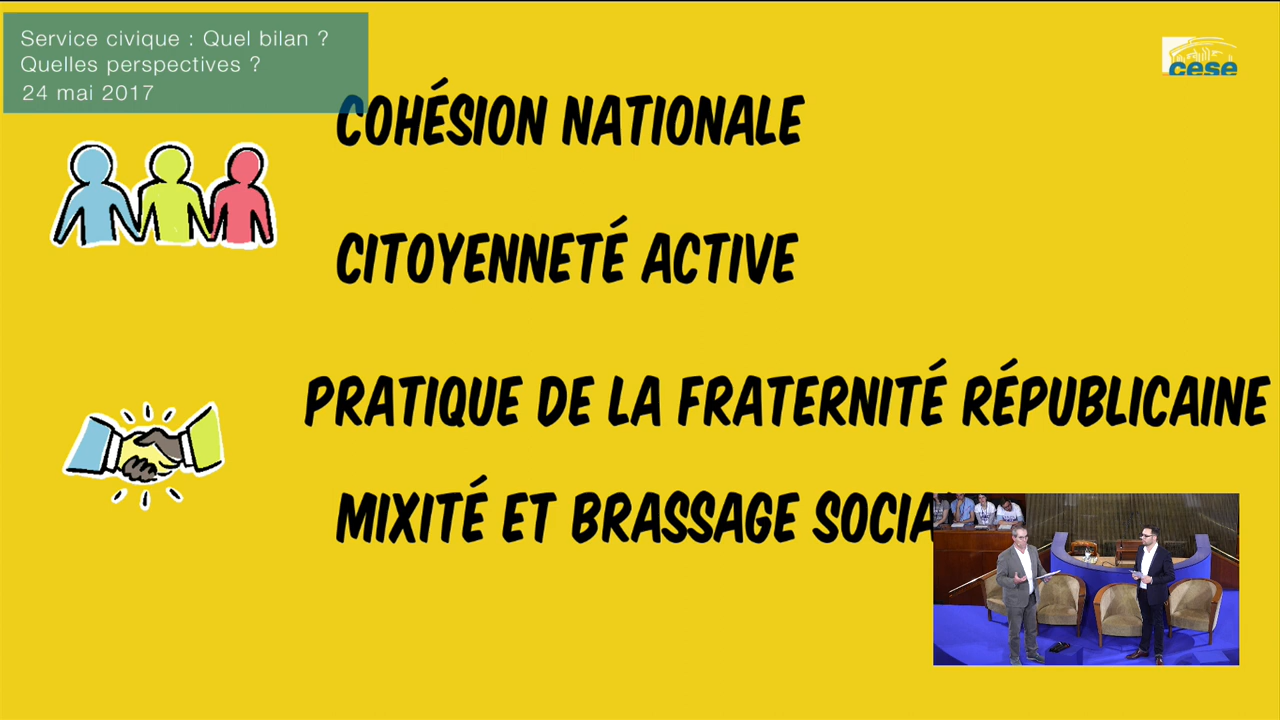 Service civique : Quel bilan ?
Quelles perspectives ?
24 mai 2017
cese
COHÉSION NATIONALE
CITOYENNETÉ ACTIVE
PRATIQUE DE LA FRATERNITÉ RÉPUBLICAINE
MIXITÉ ET BRASSAGE SOCIA